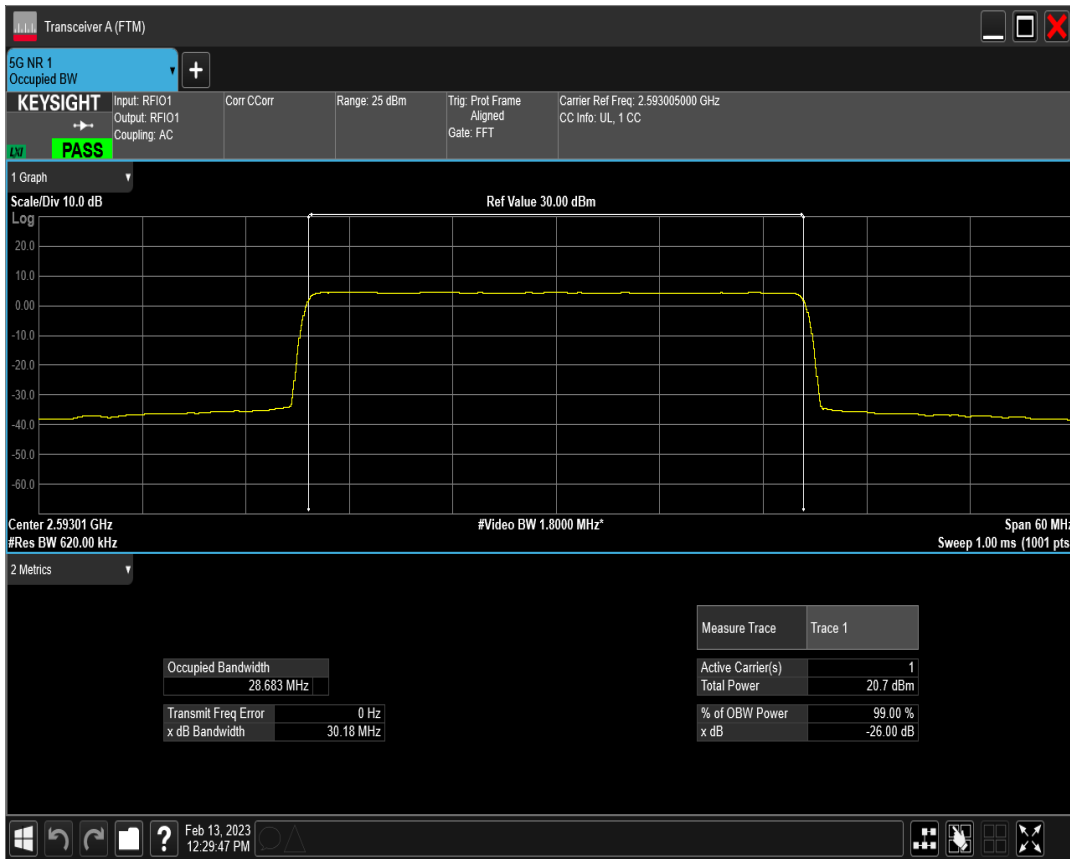 Transceiver A (FTM)
5G NR 1
Occupied BW
+
KEYSIGHT
LXI
PASS
Input: RFIO1
Output: RFIO1
Coupling: AC
Corr CCorr
Range: 25 dBm
Trig: Prot Frame
Aligned
Gate: FFT
Carrier Ref Freq: 2.593005000 GHz
CC Info: UL, 1 CC
1 Graph
Scale/Div 10.0 dB
Ref Value 30.00 dBm
Log
20.0
10.0
0.00
-10.0
-20.0
-30.0
-40.0
-50.0
-60.0
Center 2.59301 GHz
#Video BW 1.8000 MHz*
Span 60 MHz
#Res BW 620.00 kHz
Sweep 1.00 ms (1001 pts
2 Metrics
Measure Trace Trace 1
Occupied Bandwidth
28.683 MHz
Active Carrier(s) 1
Total Power 20.7 dBm
Transmit Freq Error 0 Hz
% of OBW Power 99.00 %
x dB Bandwidth 30.18 MHz
x dB -26.00 dB
?
Feb 13, 2023
12:29:47 PM